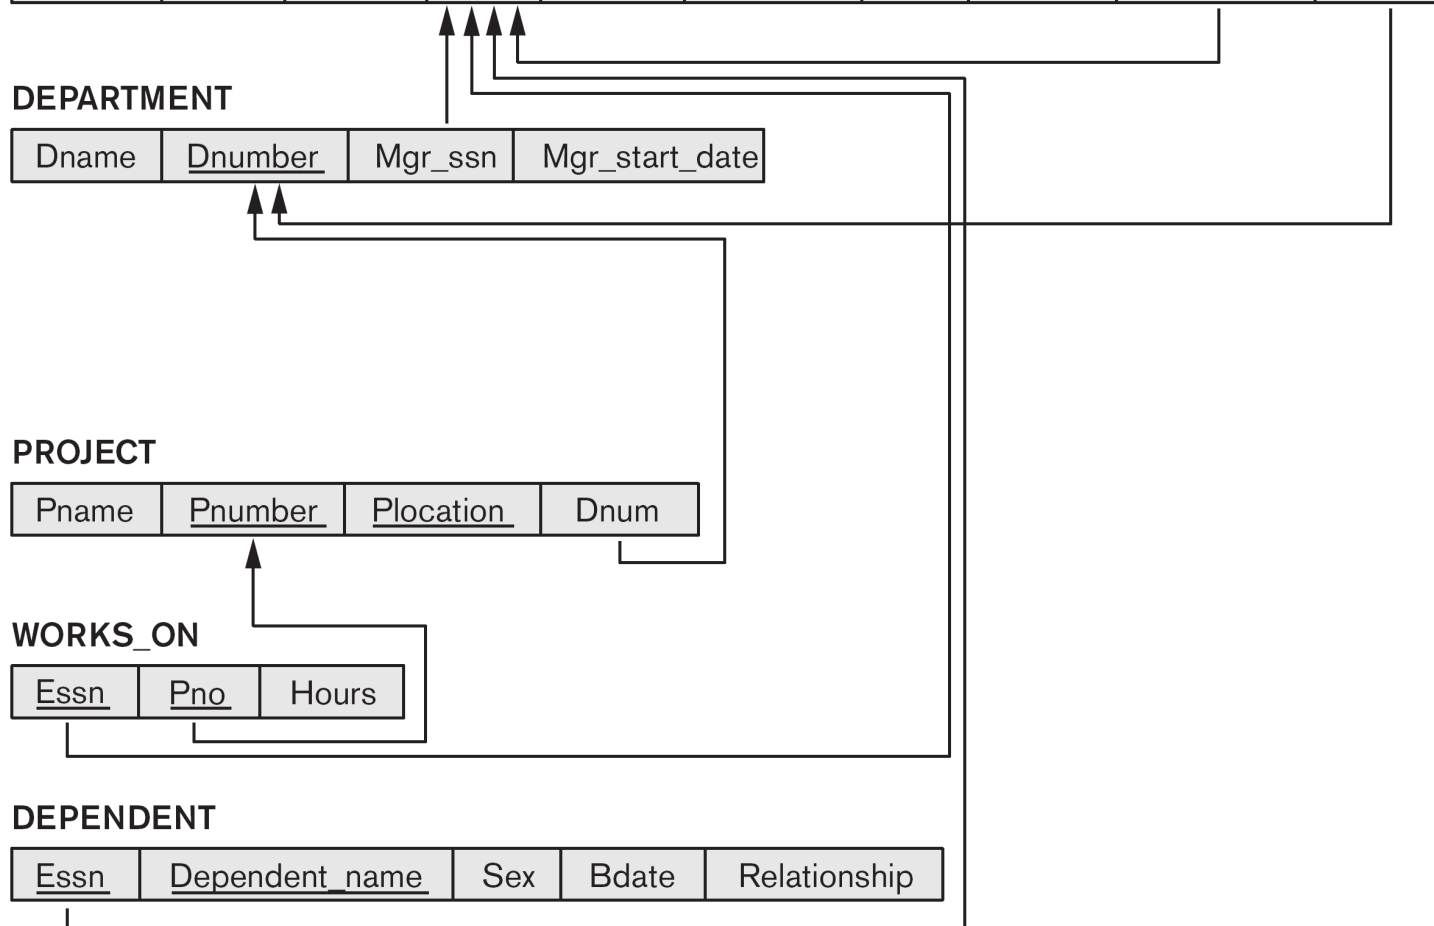 DEPARTMENT
Dname Dnumber Mgr_ssn Mgr_start_date
PROJECT
Pname Pnumber Plocation Dnum
WORKS_ON
Essn Pno Hours
DEPENDENT
Essn Dependent_name Sex Bdate Relationship